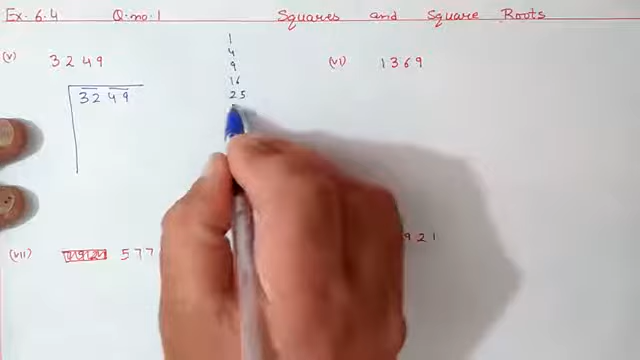 Ex. 6.4 Q.no.1 Squares and Square Roots
(v) 3249
3249
1
4
9
16
25
(vi) 1369
(vii) 577
921